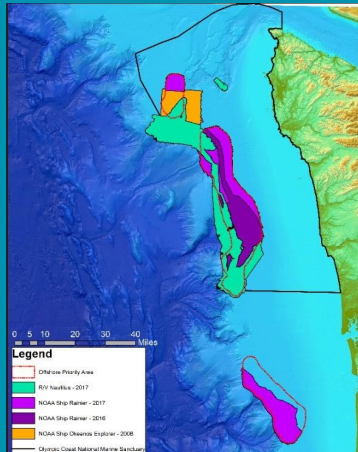 0 5 10 20 30 40
Miles
Legend
Offshore Priority Area
R/V Nautilus - 2017
NOAA Ship Rainier - 2017
NOAA Ship Rainier - 2016
NOAA Ship Okeanos Explorer - 2008
Olympic Coast National Marine Sanctuary